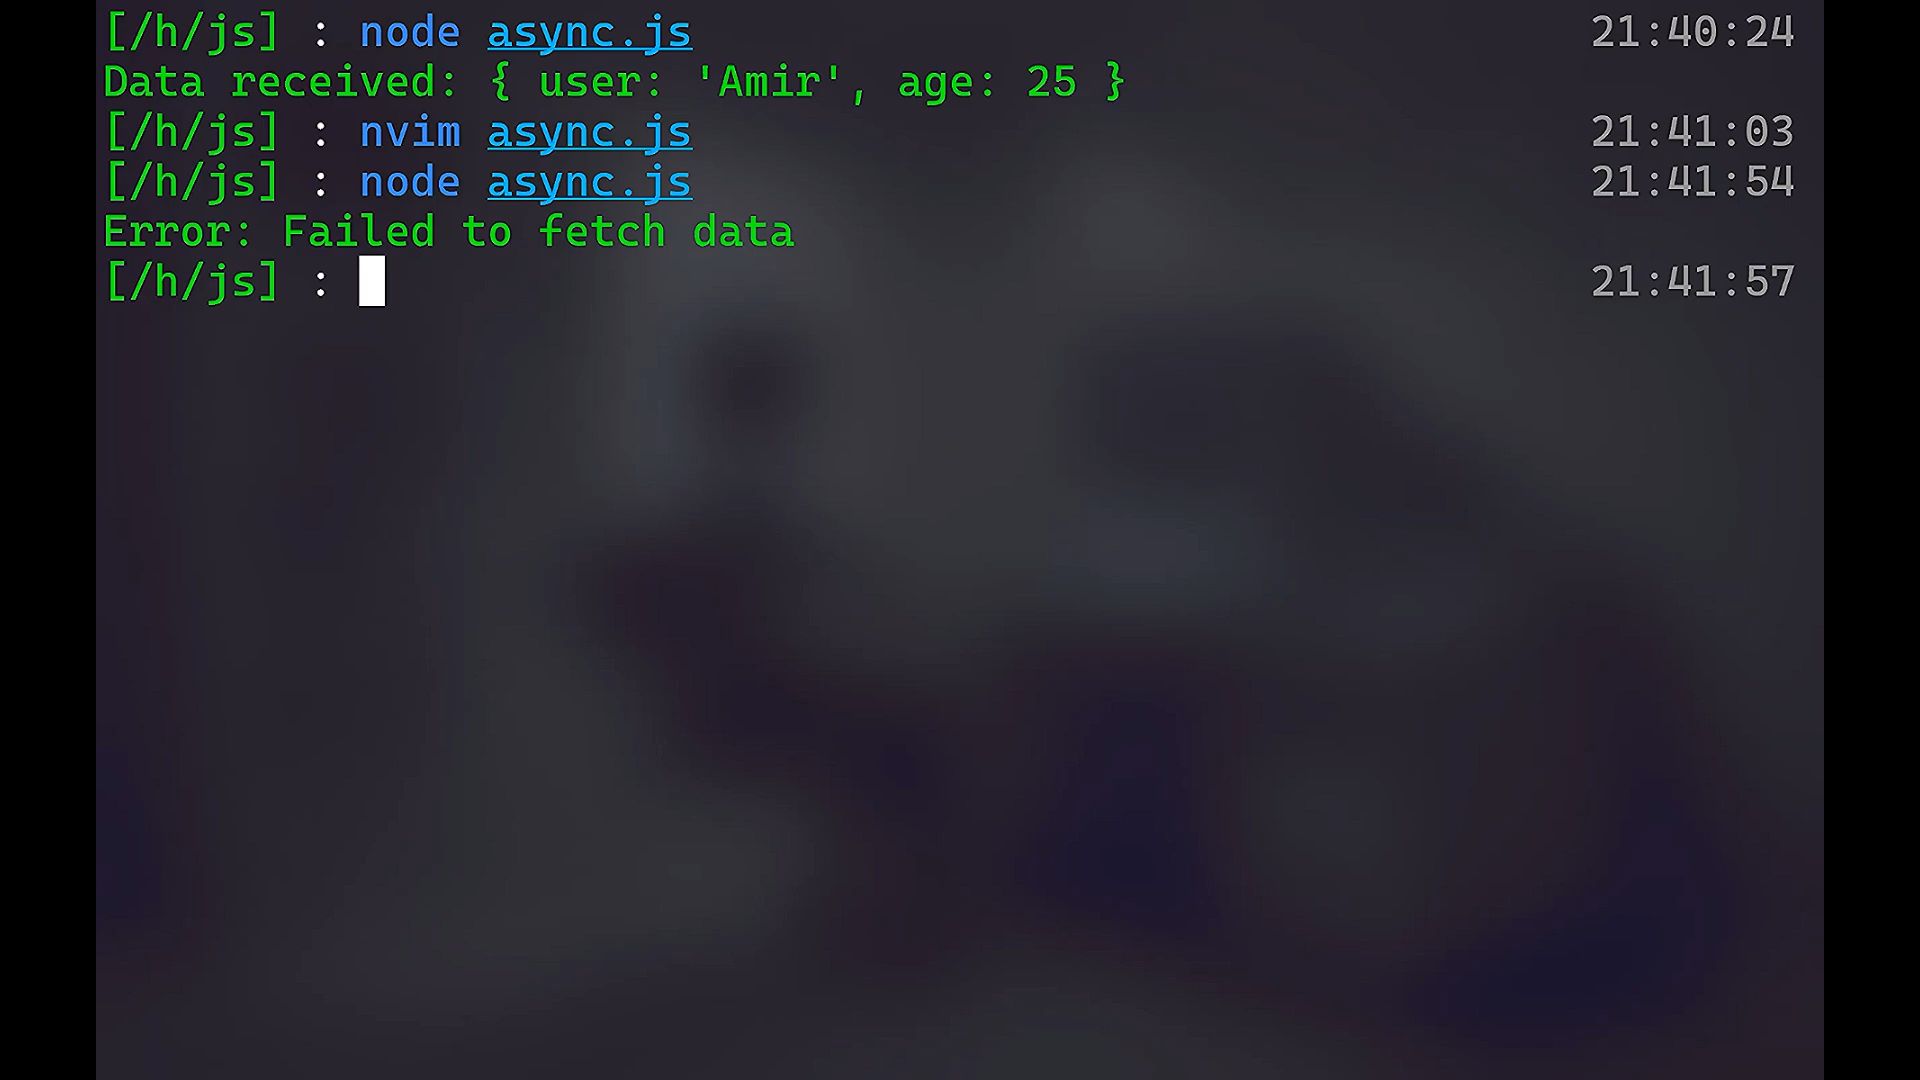 [/h/js] : node async.js 21:40:24
Data received: { user: 'Amir', age: 25 }
[/h/js] : nvim async.js 21:41:03
[/h/js] : node async.js 21:41:54
Error: Failed to fetch data
[/h/js] : 21:41:57